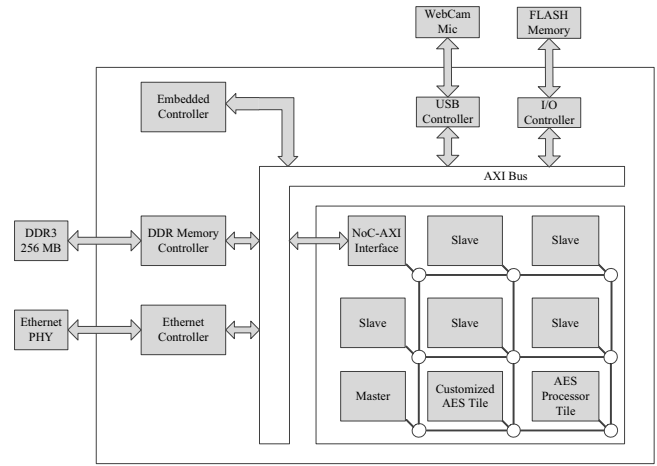 WebCam
Mic
FLASH
Memory
Embedded
Controller
USB
Controller
I/O
Controller
AXI Bus
DDR3
256 MB
DDR Memory
Controller
NoC-AXI
Interface
Slave
Slave
Ethernet
PHY
Ethernet
Controller
Slave
Slave
Slave
Master
Customized
AES Tile
AES
Processor
Tile